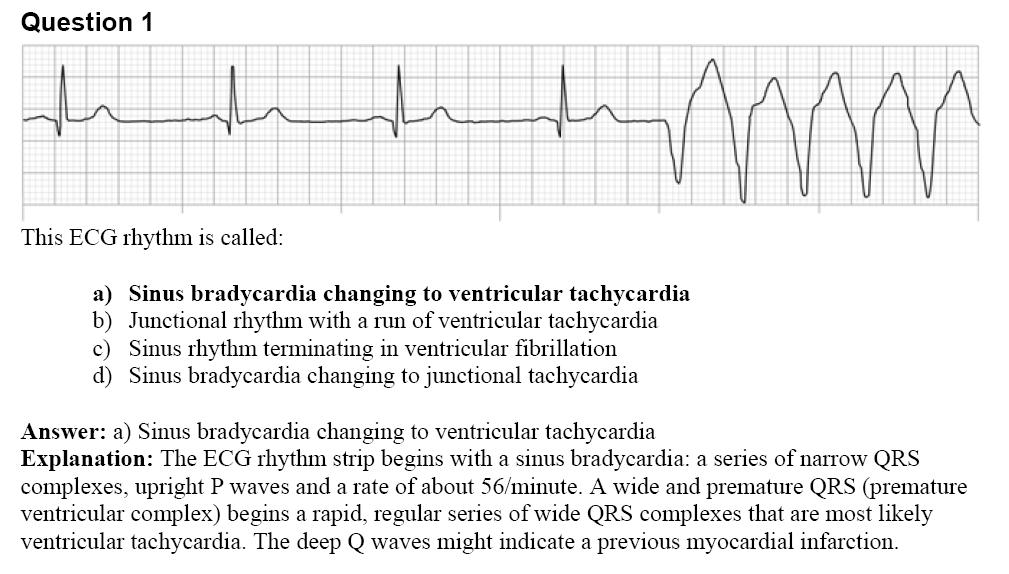 Question 1
This ECG rhythm is called:
a) Sinus bradycardia changing to ventricular tachycardia
b) Junctional rhythm with a run of ventricular tachycardia
c) Sinus rhythm terminating in ventricular fibrillation
d) Sinus bradycardia changing to junctional tachycardia
Answer: a) Sinus bradycardia changing to ventricular tachycardia
Explanation: The ECG rhythm strip begins with a sinus bradycardia: a series of narrow QRS
complexes, upright P waves and a rate of about 56/minute. A wide and premature QRS (premature
ventricular complex) begins a rapid, regular series of wide QRS complexes that are most likely
ventricular tachycardia. The deep Q waves might indicate a previous myocardial infarction.